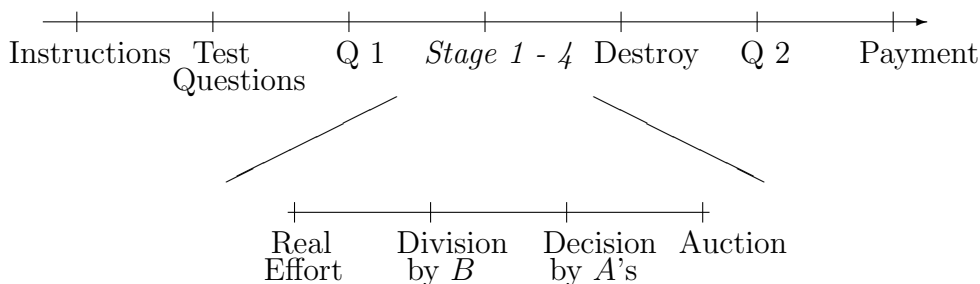 Instructions Test Q 1 Stage 1 - 4 Destroy Q 2 Payment
Questions
Real Division Decision Auction
Effort by B by A's